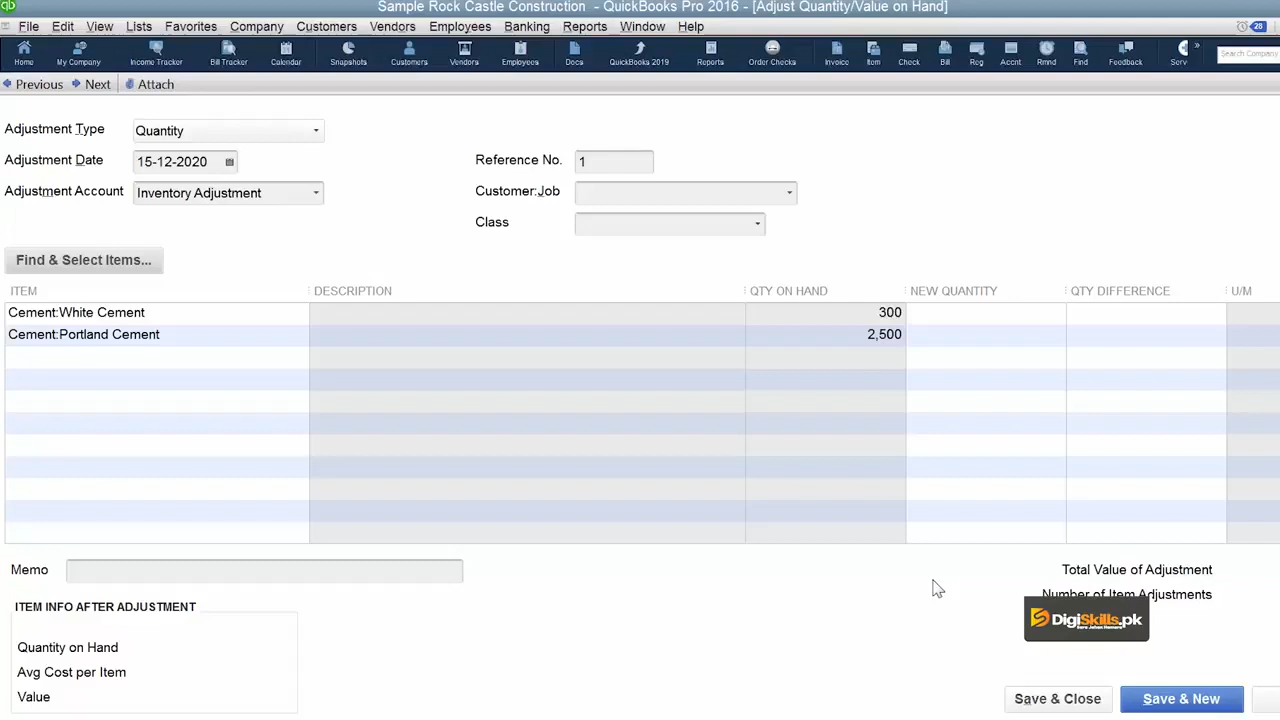 Sample Rock Castle Construction - QuickBooks Pro 2016 - [Adjust Quantity/Value on Hand]
File Edit View Lists Favorites Company Customers Vendors Employees Banking Reports Window Help
28
Home My Company Income Tracker Bill Tracker Calendar Snapshots Customers Vendors Employees Docs QuickBooks 2019 Reports Order Checks Invoice Item Check Bill Reg Accnt Rmnd Find Feedback Serv » Search Company
Previous Next Attach
Adjustment Type Quantity
Adjustment Date 15-12-2020 Reference No. 1
Adjustment Account Inventory Adjustment Customer:Job
Class
Find & Select Items...
ITEM DESCRIPTION QTY ON HAND NEW QUANTITY QTY DIFFERENCE U/M
Cement:White Cement 300
Cement:Portland Cement 2,500
Memo Total Value of Adjustment
Number of Item Adjustments
ITEM INFO AFTER ADJUSTMENT
DigiSkills.pk
Quantity on Hand
Avg Cost per Item
Value
Save & Close Save & New